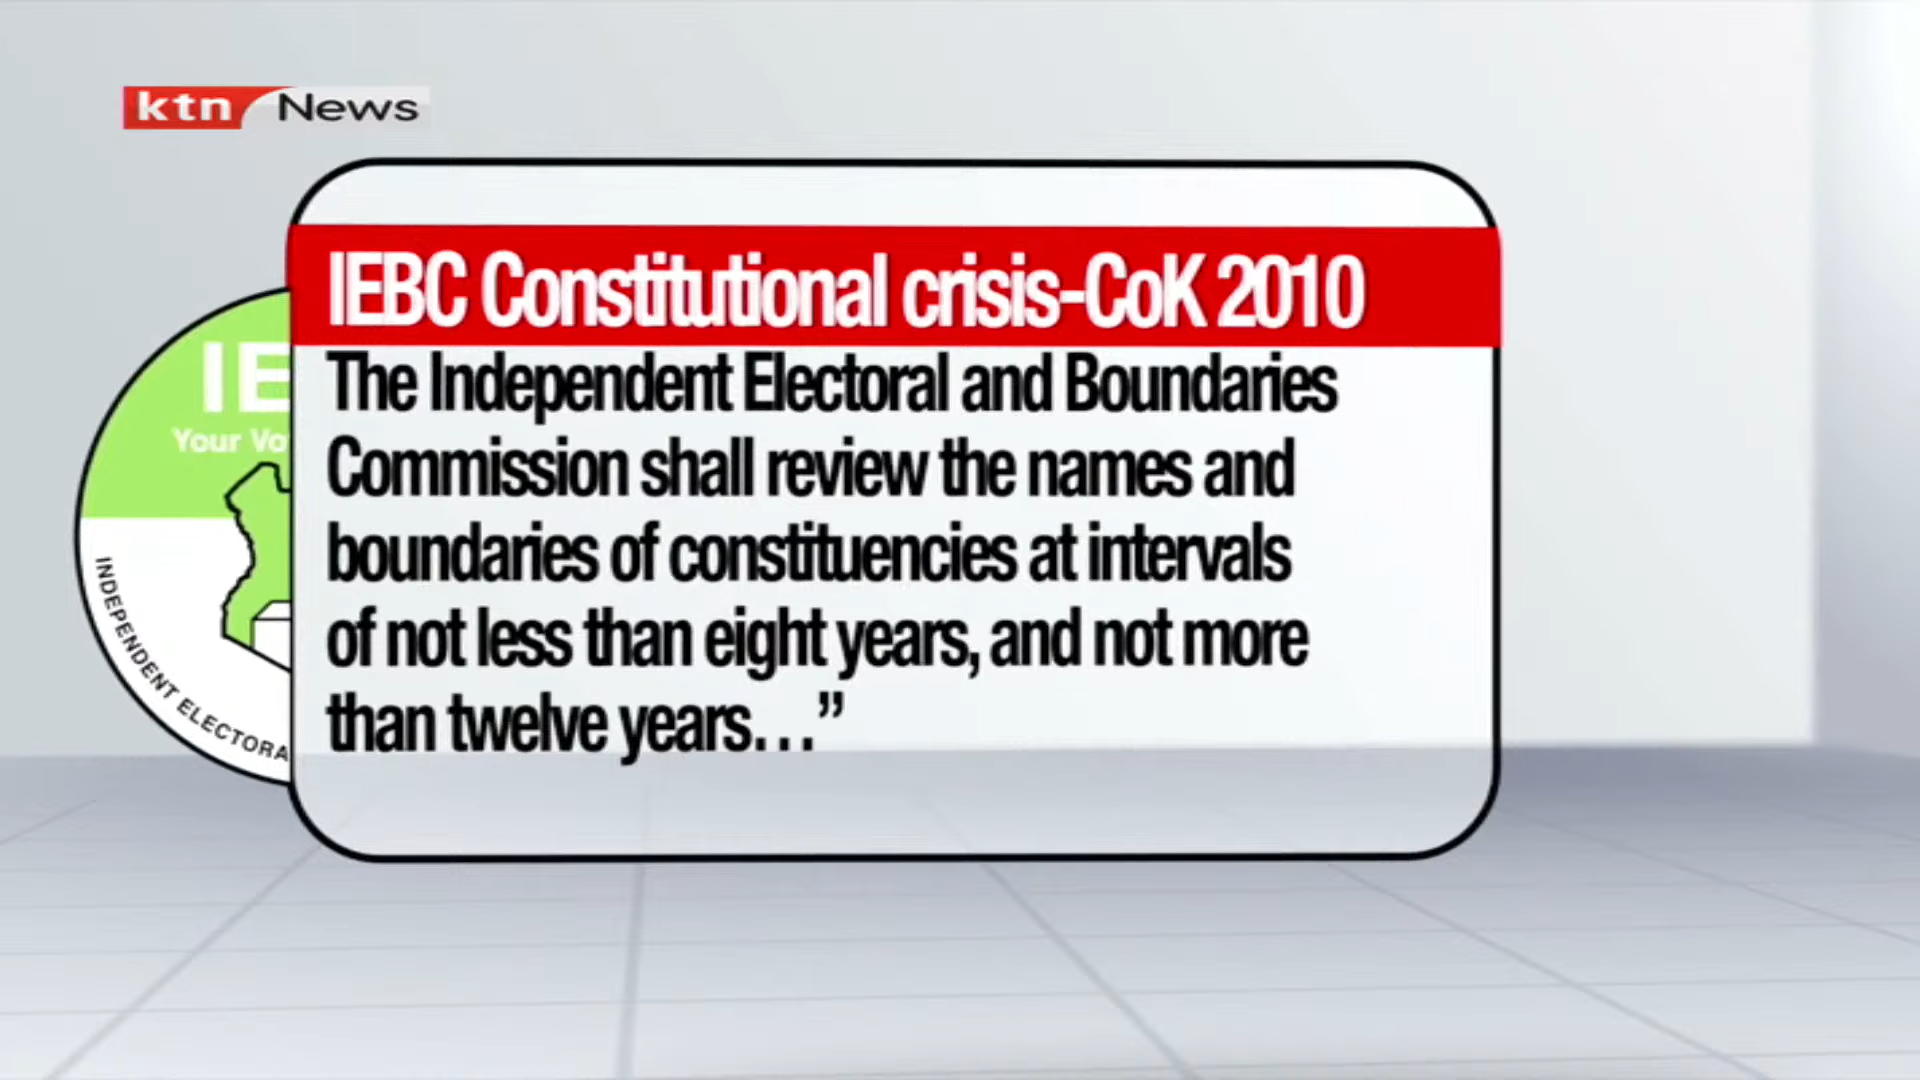 ktn News
IEBC Constitutional crisis-CoK 2010
The Independent Electoral and Boundaries
Commission shall review the names and
boundaries of constituencies at intervals
of not less than eight years, and not more
than twelve years…”
IE
Your Vo
INDEPENDENT ELECTORA